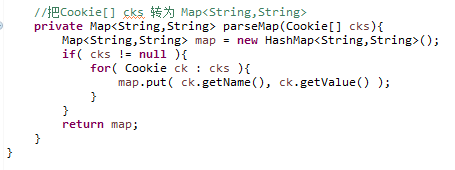 //把Cookie[] cks 转为 Map<String,String>
private Map<String,String> parseMap(Cookie[] cks){
Map<String,String> map = new HashMap<String,String>();
if( cks != null ){
for( Cookie ck : cks ){
map.put( ck.getName(), ck.getValue() );
}
}
return map;
}
}